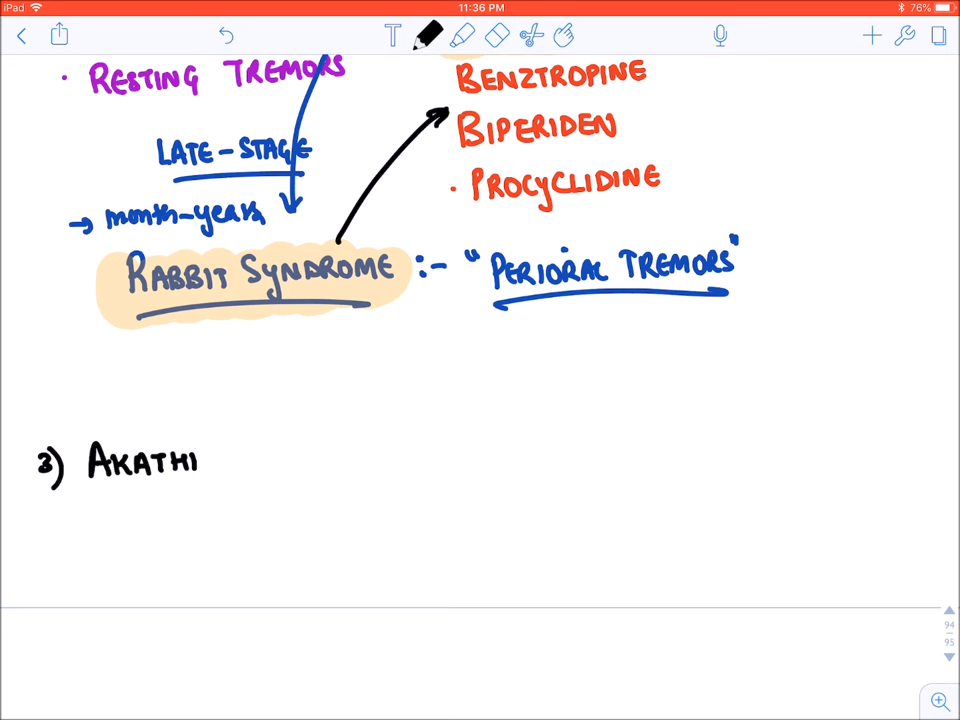 iPad 11:36 PM 76%
T
· RESTING TREMORS
BENZTROPINE
BIPERIDEN
· PROCYCLIDINE
LATE-STAGE
→ month-years
RABBIT SYNDROME :- "PERIORAL TREMORS"
3) AKATHI
94
95